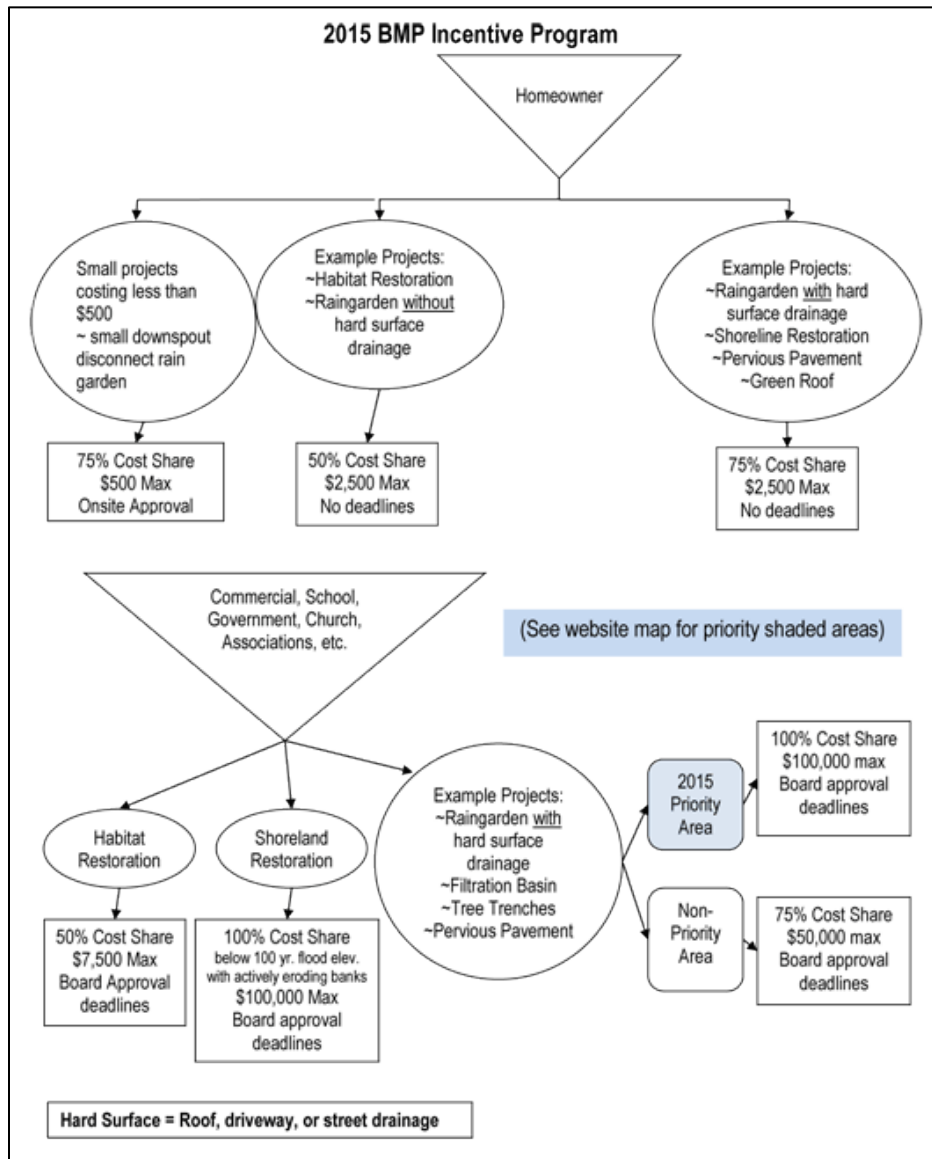 2015 BMP Incentive Program
Homeowner
Small projects
costing less than
$500
~ small downspout
disconnect rain
garden
Example Projects:
~Habitat Restoration
~Raingarden without
hard surface
drainage
Example Projects:
~Raingarden with hard
surface drainage
~Shoreline Restoration
~Pervious Pavement
~Green Roof
75% Cost Share
$500 Max
Onsite Approval
50% Cost Share
$2,500 Max
No deadlines
75% Cost Share
$2,500 Max
No deadlines
Commercial, School,
Government, Church,
Associations, etc.
(See website map for priority shaded areas)
Habitat
Restoration
Shoreland
Restoration
Example Projects:
~Raingarden with
hard surface
drainage
~Filtration Basin
~Tree Trenches
~Pervious Pavement
2015
Priority
Area
100% Cost Share
$100,000 max
Board approval
deadlines
Non-
Priority
Area
75% Cost Share
$50,000 max
Board approval
deadlines
50% Cost Share
$7,500 Max
Board Approval
deadlines
100% Cost Share
below 100 yr. flood elev.
with actively eroding banks
$100,000 Max
Board approval
deadlines
Hard Surface = Roof, driveway, or street drainage